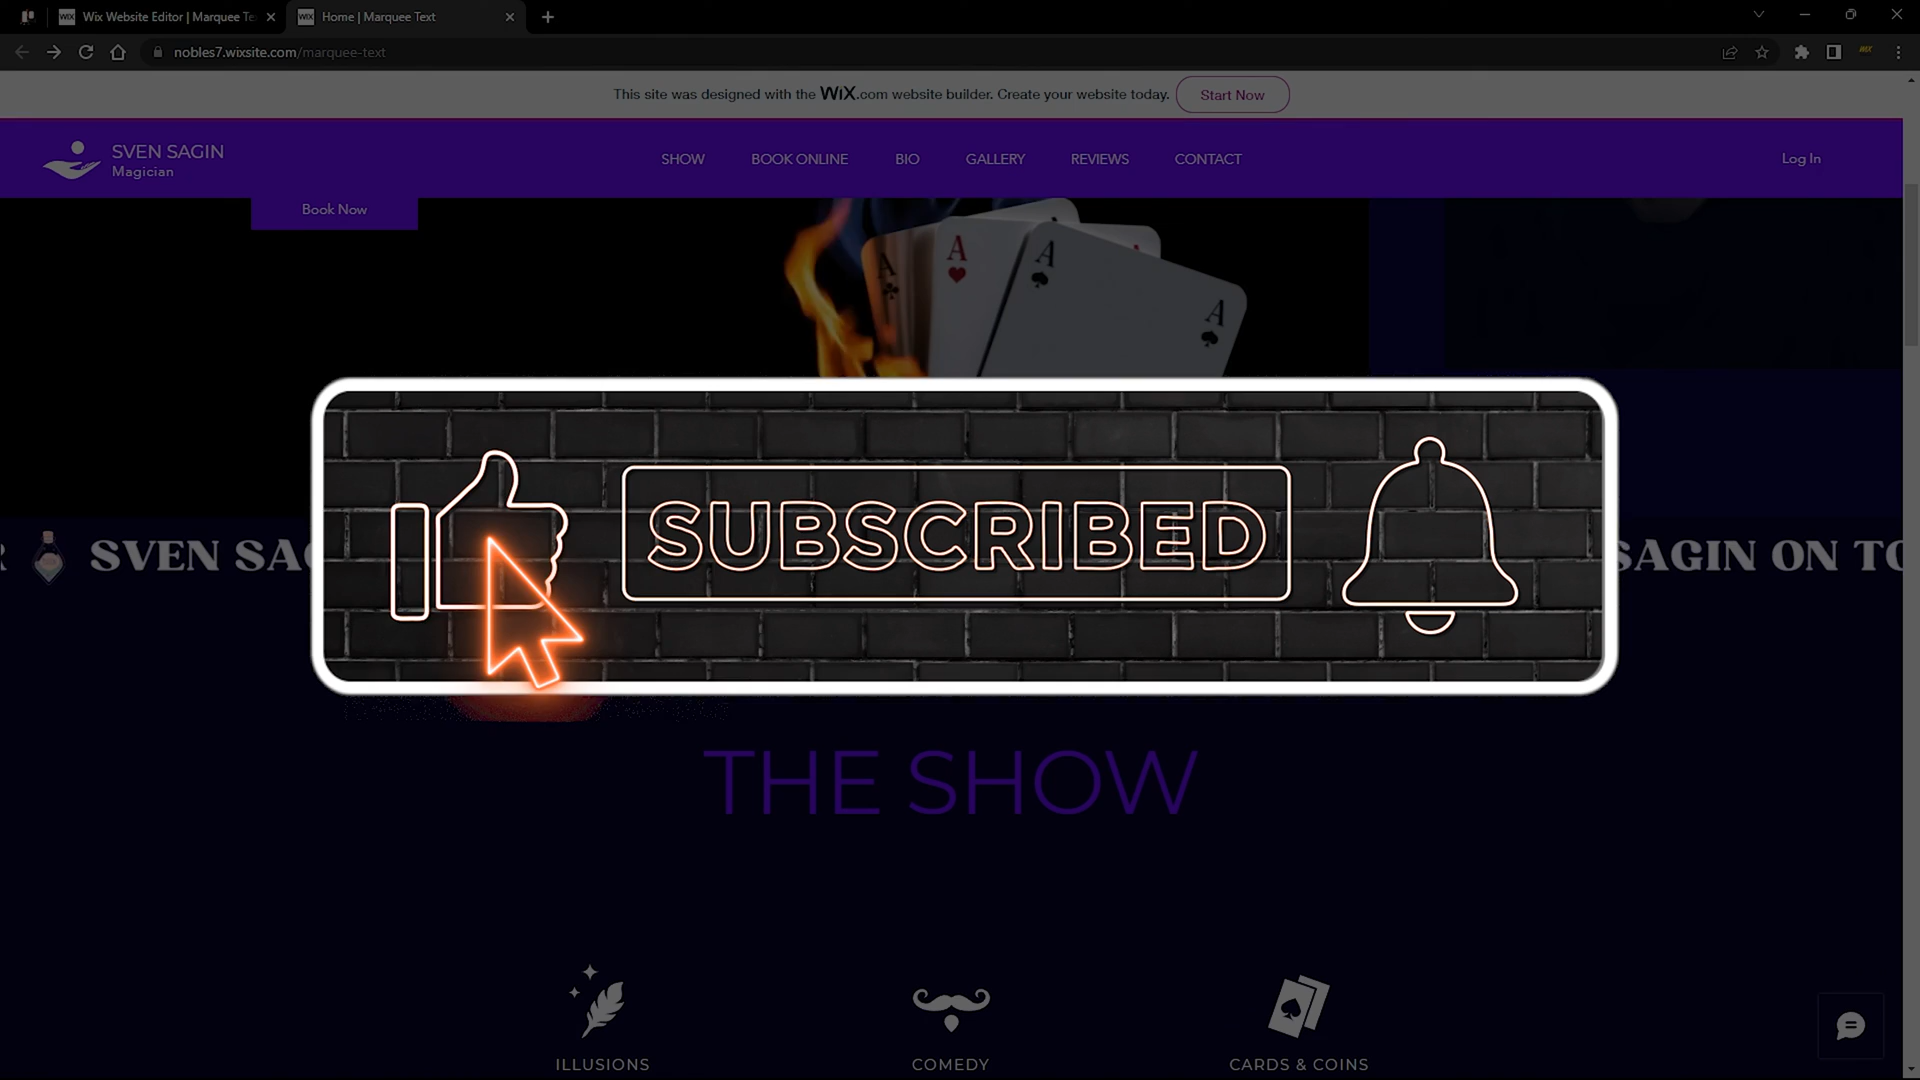 Wix Website Editor | Marquee Te
Home | Marquee Text
nobles7.wixsite.com/marquee-text
This site was designed with the WiX.com website builder. Create your website today.
Start Now
SVEN SAGIN
Magician
SHOW
BOOK ONLINE
BIO
GALLERY
REVIEWS
CONTACT
Log In
Book Now
A
A
A
A
SUBSCRIBED
R
SVEN SA
SAGIN ON TO
THE SHOW
ILLUSIONS
COMEDY
CARDS & COINS